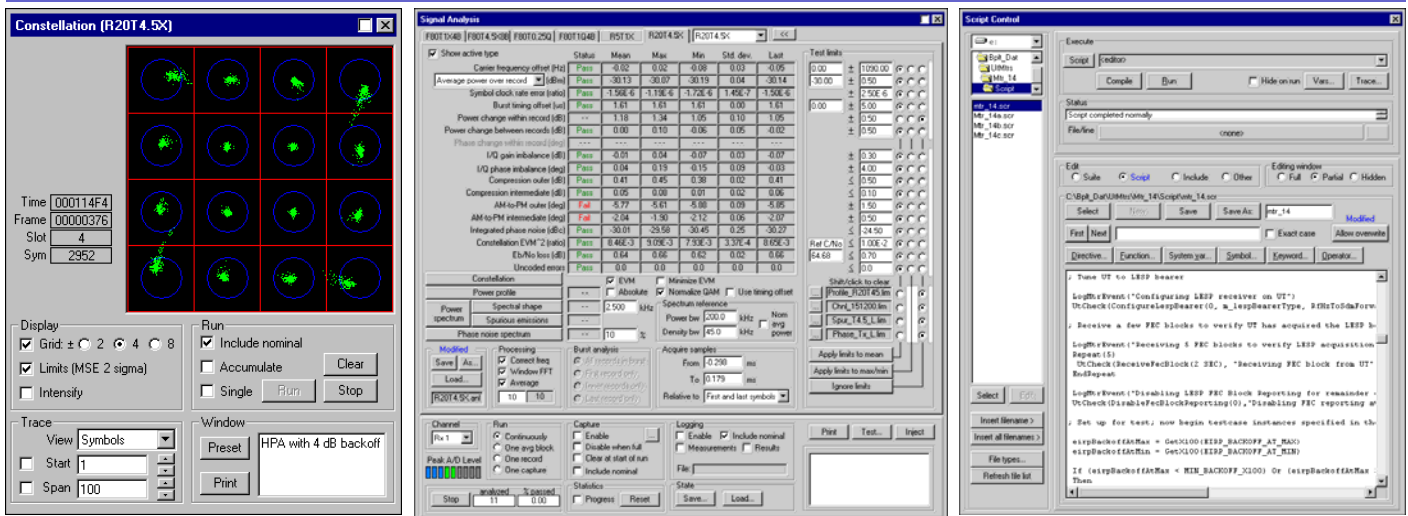 Constellation (R20T4.5X)
Time 000114F4
Frame 00000376
Slot 4
Sym 2952
Display
Grid: ± 2 4 8
Limits (MSE 2 sigma)
Intensify
Run
Include nominal
Accumulate Clear
Single Run Stop
Trace
View Symbols
Start 1
Span 100
Window
Preset HPA with 4 dB backoff
Print
Signal Analysis
F80T1X4B F80T4.5X8B F80T0.25Q F80T1Q4B R5T1X R20T4.5X R20T4.5X <<
Show active type Status Mean Max Min Std. dev. Last Test limits
Carrier frequency offset (Hz) Pass -0.02 0.02 -0.08 0.03 -0.05 0.00 ± 1090.00
Average power over record (dBm) Pass -30.13 -30.07 -30.19 0.04 -30.14 -30.00 ± 0.50
Symbol clock rate error (ratio) Pass -1.56E-6 -1.19E-6 -1.72E-6 1.45E-7 -1.50E-6 ± 2.50E-6
Burst timing offset (us) Pass 1.61 1.61 1.61 0.00 1.61 0.00 ± 5.00
Power change within record (dB) -- 1.18 1.34 1.05 0.10 1.05 ± 0.50
Power change between records (dB) Pass 0.00 0.10 -0.06 0.05 -0.02 ± 0.50
Phase change within record (deg) --- --- --- --- --- ---
I/Q gain imbalance (dB) Pass -0.01 0.04 -0.07 0.03 -0.07 ± 0.30
I/Q phase imbalance (deg) Pass 0.04 0.19 -0.15 0.09 -0.03 ± 4.00
Compression outer (dB) Pass 0.41 0.45 0.38 0.02 0.41 ≤ 0.50
Compression intermediate (dB) Pass 0.05 0.08 0.01 0.02 0.06 ≤ 0.10
AM-to-PM outer (deg) Fail -5.77 -5.61 -5.88 0.09 -5.85 ± 1.50
AM-to-PM intermediate (deg) Fail -2.04 -1.90 -2.12 0.06 -2.07 ± 0.50
Integrated phase noise (dBc) Pass -30.01 -29.58 -30.45 0.25 -30.27 ≤ -24.50
Constellation EVM^2 (ratio) Pass 8.46E-3 9.09E-3 7.93E-3 3.37E-4 8.65E-3 Ref C/No ≤ 1.00E-2
Eb/No loss (dB) Pass 0.64 0.66 0.62 0.02 0.66 64.68 ≤ 0.70
Uncoded errors Pass 0.0 0.0 0.0 0.0 0.0 ≤ 0.0
Constellation EVM Minimize EVM Shift/click to clear
Power profile -- Absolute Normalize QAM Use timing offset ... Profile_R20T45.lim
Power spectrum Spectral shape -- 2.500 kHz Spectrum reference ... Chnl_151200.lim
Spurious emissions -- Power bw 200.0 kHz Nom avg power ... Spur_T4.5_L.lim
Phase noise spectrum -- 10 % Density bw 45.0 kHz ... Phase_Tx_L.lim
Modified Processing Burst analysis Acquire samples
Save As... Correct freq All records in burst From -0.290 ms Apply limits to mean
Load... Window FFT First record only To 0.179 ms Apply limits to max/min
Average Ignore limits
R20T4.5X.anl 10 10 Last record only Relative to First and last symbols
Channel Run Capture Logging
Rx 1 Continuously Enable ... Enable Include nominal Print Test... Inject
One avg block Disable when full Measurements Results
Peak A/D Level One record Clear at start of run
One capture Include nominal File:
analyzed % passed Statistics State
Stop 11 0.00 Progress Reset Save... Load...
Script Control
e:
Bplt_Dat
UtMtrs
Mtr_14
Script
mtr_14.scr
Mtr_14a.scr
Mtr_14b.scr
Mtr_14c.scr
Select Edit
Insert filename >
Insert all filenames >
File types...
Refresh file list
Execute
Script <editor>
Compile Run Hide on run Vars... Trace...
Status
Script completed normally
File/line <none>
Edit
Suite Script Include Other
Editing window
Full Partial Hidden
C:\Bplt_Dat\UtMtrs\Mtr_14\Script\mtr_14.scr
Select New Save Save As: mtr_14 Modified
First Next Exact case Allow overwrite
Directive... Function... System var... Symbol... Keyword... Operator...
; Tune UT to LESP bearer
LogMtrEvent("Configuring LESP receiver on UT")
UtCheck(ConfigureLespBearer(0, m_lespBearerType, RfHsToSdmForw
; Receive a few FEC blocks to verify UT has acquired the LESP b
LogMtrEvent("Receiving 5 FEC blocks to verify LESP acquisition
Repeat(5)
UtCheck(ReceiveFecBlock(2 SEC), "Receiving FEC block from UT"
EndRepeat
LogMtrEvent("Disabling LESP FEC Block Reporting for remainder
UtCheck(DisableFecBlockReporting(0),"Disabling FEC reporting
; Set up for test; now begin testcase instances specified in th
eirpBackoffAtMax = GetX100(EIRP_BACKOFF_AT_MAX)
eirpBackoffAtMin = GetX100(EIRP_BACKOFF_AT_MIN)
If (eirpBackoffAtMax < MIN_BACKOFF_X100) Or (eirpBackoffAtMax
Then